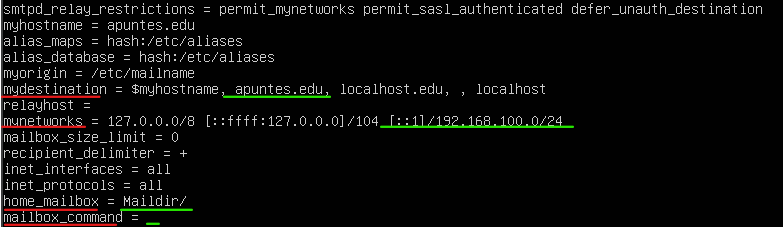 smtpd_relay_restrictions = permit_mynetworks permit_sasl_authenticated defer_unauth_destination
myhostname = apuntes.edu
alias_maps = hash:/etc/aliases
alias_database = hash:/etc/aliases
myorigin = /etc/mailname
mydestination = $myhostname, apuntes.edu, localhost.edu, , localhost
relayhost =
mynetworks = 127.0.0.0/8 [::ffff:127.0.0.0]/104 [::1]/192.168.100.0/24
mailbox_size_limit = 0
recipient_delimiter = +
inet_interfaces = all
inet_protocols = all
home_mailbox = Maildir/
mailbox_command =